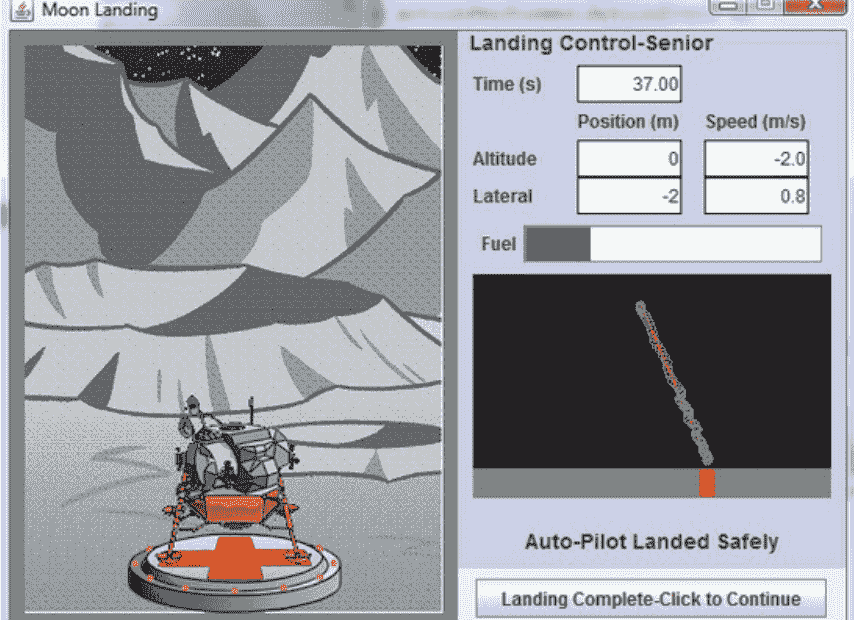 Moon Landing
Landing Control-Senior
Time (s) 37.00
Position (m) Speed (m/s)
Altitude 0 -2.0
Lateral -2 0.8
Fuel
Auto-Pilot Landed Safely
Landing Complete-Click to Continue